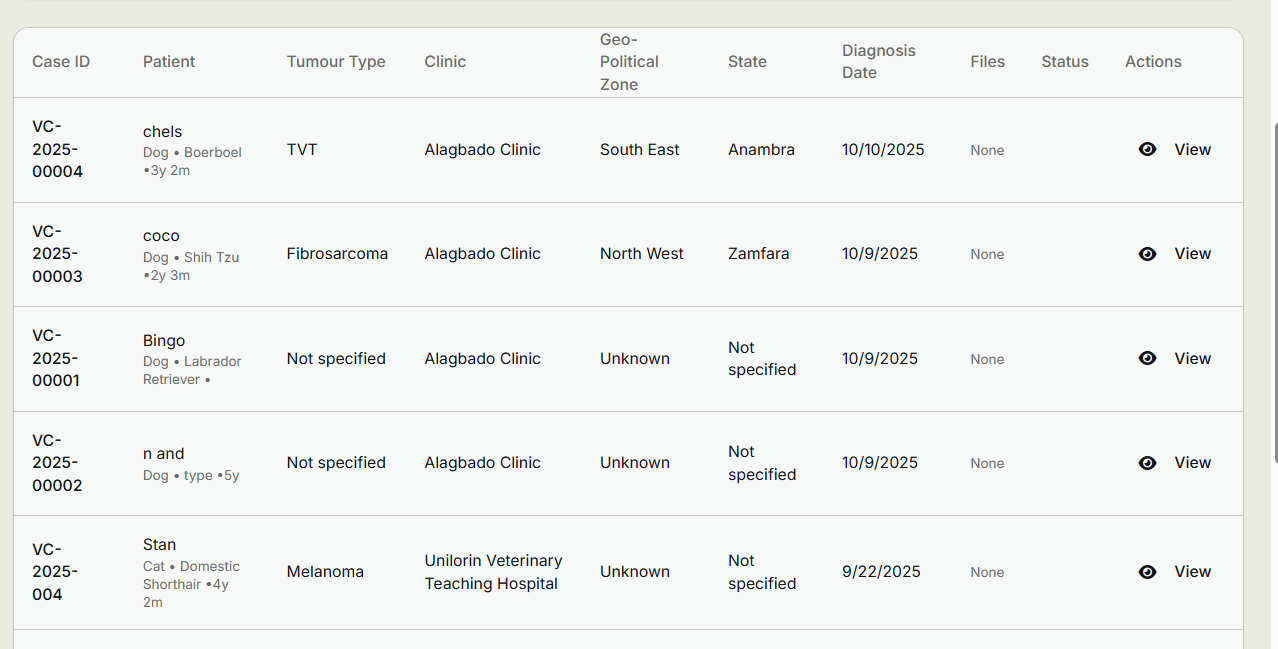 Case ID Patient Tumour Type Clinic Geo-Political Zone State Diagnosis Date Files Status Actions
VC-2025-00004 chels Dog • Boerboel •3y 2m TVT Alagbado Clinic South East Anambra 10/10/2025 None View
VC-2025-00003 coco Dog • Shih Tzu •2y 3m Fibrosarcoma Alagbado Clinic North West Zamfara 10/9/2025 None View
VC-2025-00001 Bingo Dog • Labrador Retriever • Not specified Alagbado Clinic Unknown Not specified 10/9/2025 None View
VC-2025-00002 n and Dog • type •5y Not specified Alagbado Clinic Unknown Not specified 10/9/2025 None View
VC-2025-004 Stan Cat • Domestic Shorthair •4y 2m Melanoma Unilorin Veterinary Teaching Hospital Unknown Not specified 9/22/2025 None View